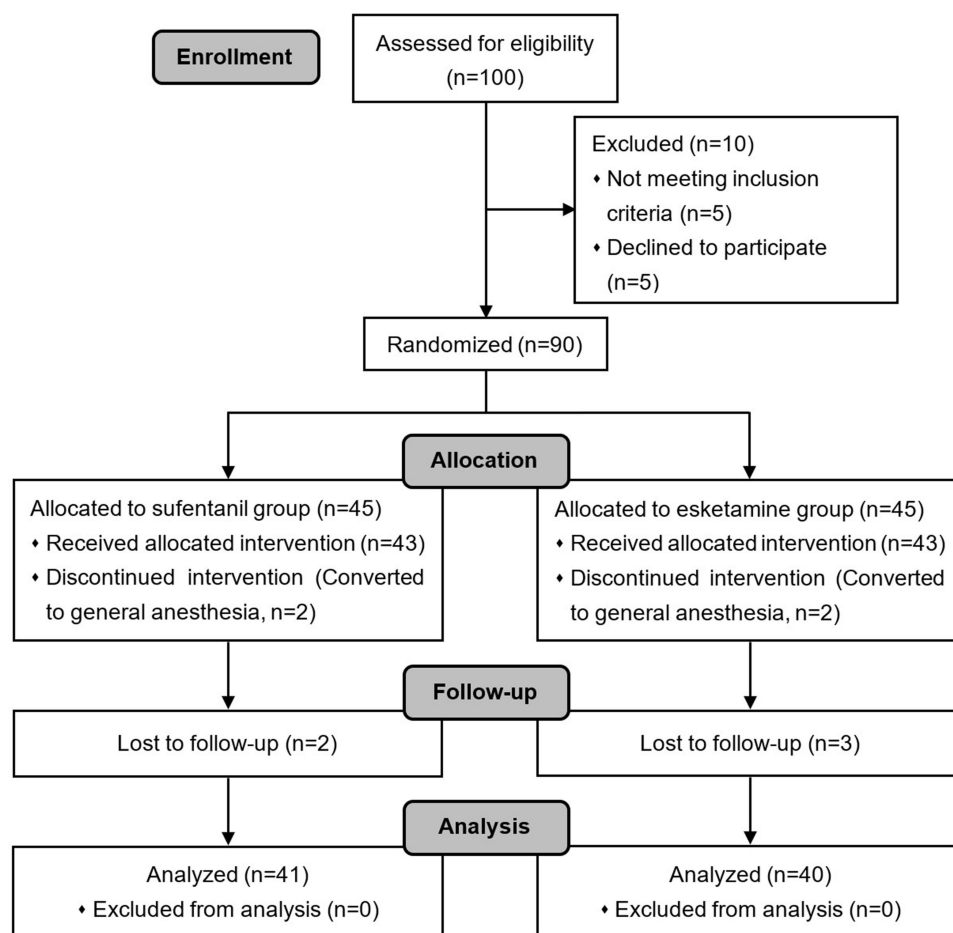 Enrollment
Assessed for eligibility
(n=100)
Excluded (n=10)
♦ Not meeting inclusion
criteria (n=5)
♦ Declined to participate
(n=5)
Randomized (n=90)
Allocation
Allocated to sufentanil group (n=45)
♦ Received allocated intervention (n=43)
♦ Discontinued intervention (Converted
to general anesthesia, n=2)
Allocated to esketamine group (n=45)
♦ Received allocated intervention (n=43)
♦ Discontinued intervention (Converted
to general anesthesia, n=2)
Follow-up
Lost to follow-up (n=2)
Lost to follow-up (n=3)
Analysis
Analyzed (n=41)
♦ Excluded from analysis (n=0)
Analyzed (n=40)
♦ Excluded from analysis (n=0)